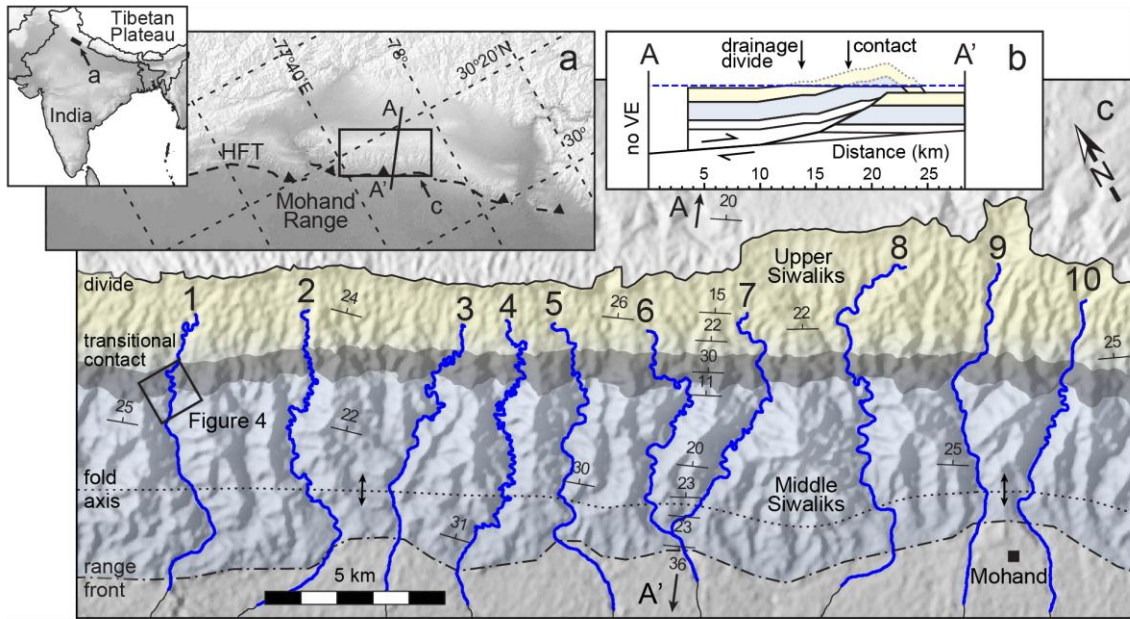 Tibetan
Plateau
a
India
77°40'E
78°
30°20'N
30°
a
A
HFT
A'
Mohand
Range
c
A
drainage
divide
contact
A'
b
no VE
Distance (km)
5
10
15
20
25
c
N
A
20
divide
1
2
3
4
5
6
7
8
9
10
Upper
Siwaliks
24
26
15
22
22
25
transitional
contact
30
11
25
Figure 4
22
20
25
30
23
fold
axis
Middle
Siwaliks
31
23
36
range
front
5 km
A'
Mohand